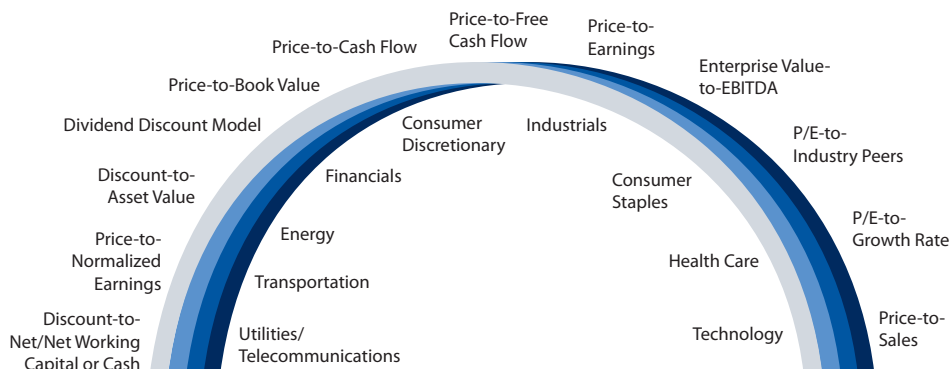 Price-to-Free
Cash Flow
Price-to-Cash Flow
Price-to-
Earnings
Price-to-Book Value
Enterprise Value-
to-EBITDA
Dividend Discount Model
Consumer
Discretionary
Industrials
P/E-to-
Industry Peers
Discount-to-
Asset Value
Financials
Consumer
Staples
Price-to-
Normalized
Earnings
Energy
P/E-to-
Growth Rate
Transportation
Health Care
Discount-to-
Net/Net Working
Capital or Cash
Utilities/
Telecommunications
Technology
Price-to-
Sales